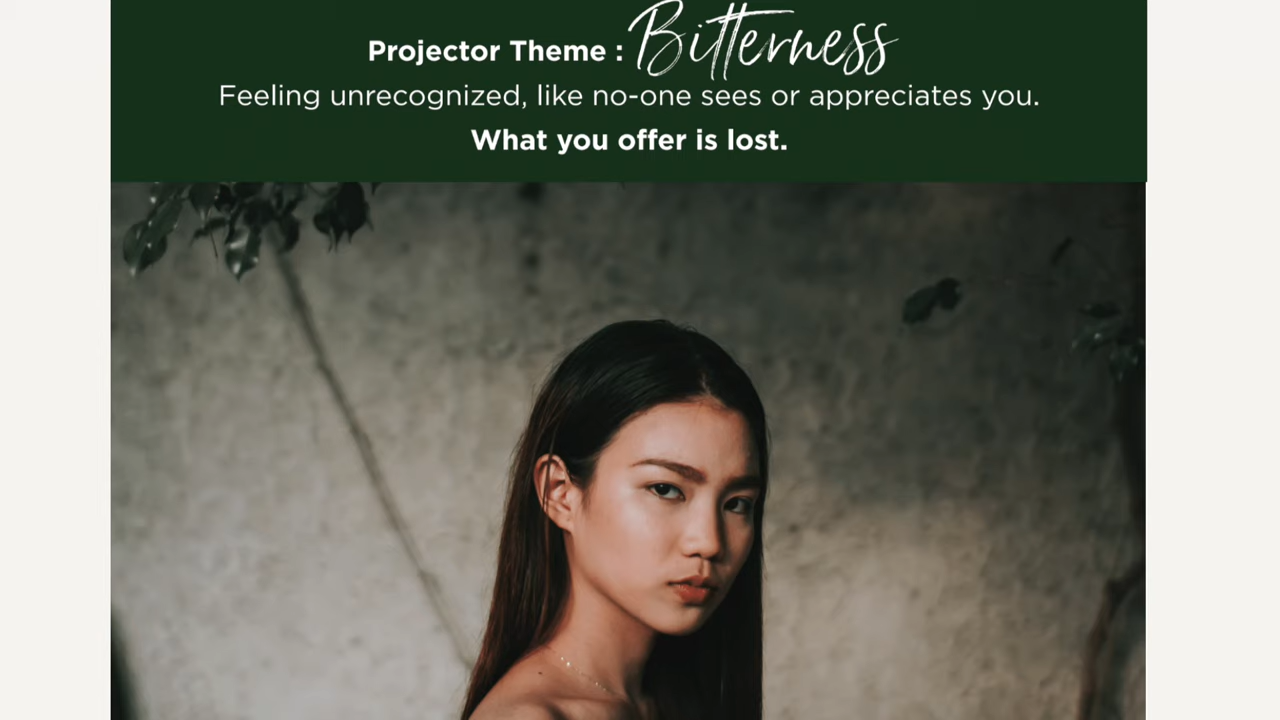 Projector Theme : Bitterness
Feeling unrecognized, like no-one sees or appreciates you.
What you offer is lost.